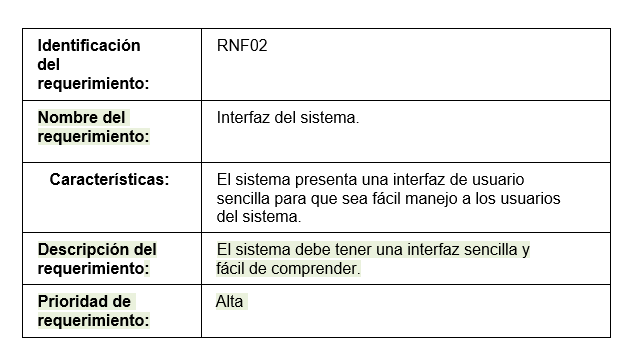 Identificación
del
requerimiento:
RNF02
Nombre del
requerimiento:
Interfaz del sistema.
Características:
El sistema presenta una interfaz de usuario
sencilla para que sea fácil manejo a los usuarios
del sistema.
Descripción del
requerimiento:
El sistema debe tener una interfaz sencilla y
fácil de comprender.
Prioridad de
requerimiento:
Alta